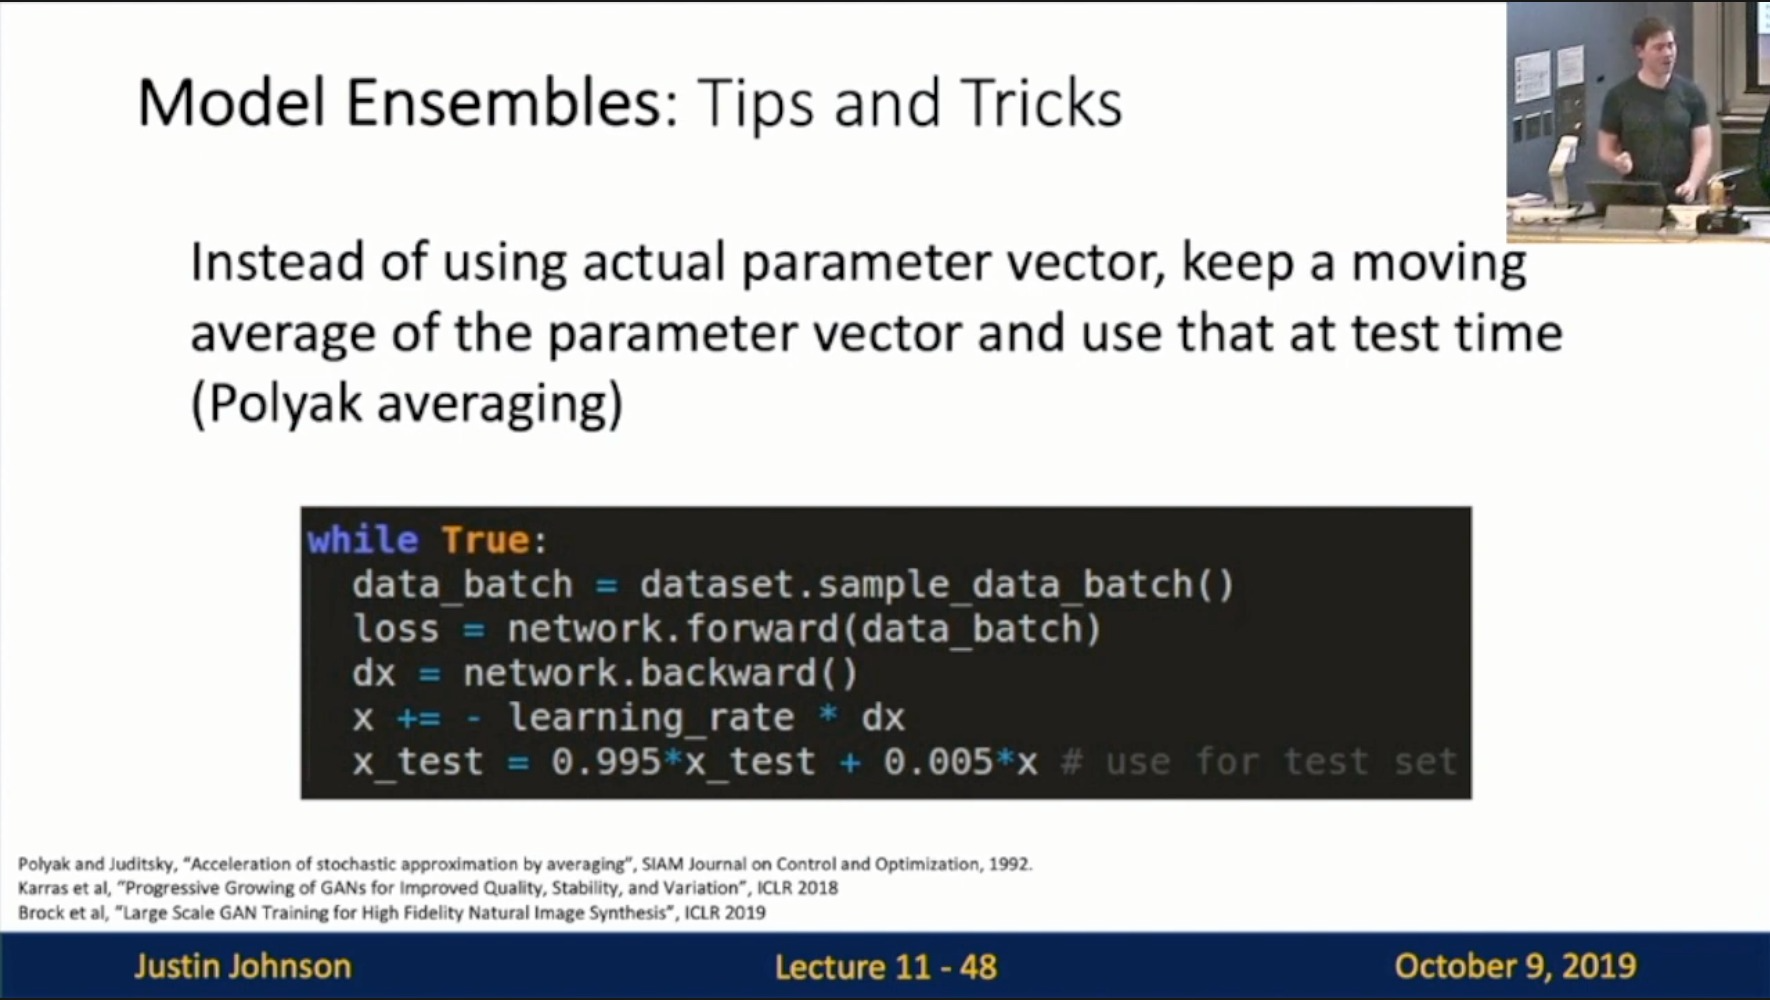 Model Ensembles: Tips and Tricks
Instead of using actual parameter vector, keep a moving
average of the parameter vector and use that at test time
(Polyak averaging)
while True:
data_batch = dataset.sample_data_batch()
loss = network.forward(data_batch)
dx = network.backward()
x += - learning_rate * dx
x_test = 0.995*x_test + 0.005*x # use for test set
Polyak and Juditsky, “Acceleration of stochastic approximation by averaging”, SIAM Journal on Control and Optimization, 1992.
Karras et al, “Progressive Growing of GANs for Improved Quality, Stability, and Variation”, ICLR 2018
Brock et al, “Large Scale GAN Training for High Fidelity Natural Image Synthesis”, ICLR 2019
Justin Johnson
Lecture 11 - 48
October 9, 2019